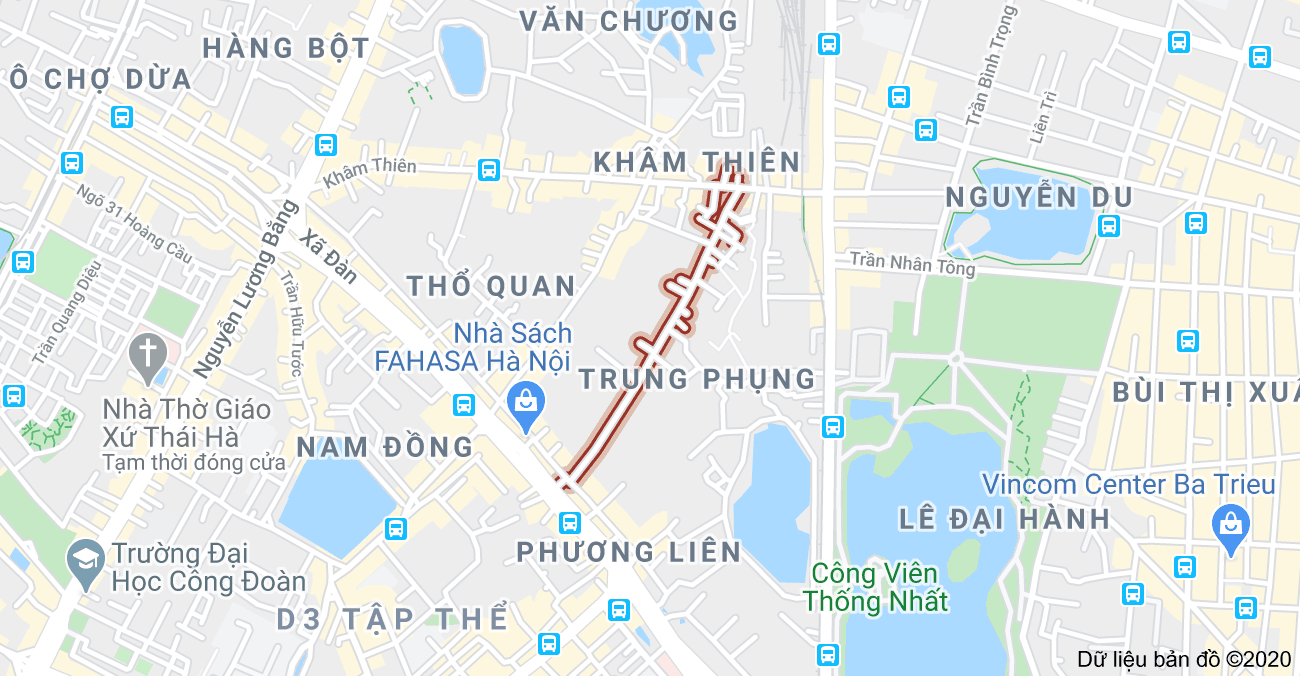 VĂN CHƯƠNG
HÀNG BỘT
Ô CHỢ DỪA
Trần Bình Trọng
Liên Trì
KHÂM THIÊN
Khâm Thiên
NGUYỄN DU
Ngõ 31 Hoàng Cầu
Nguyễn Lương Bằng
Xã Đàn
Trần Nhân Tông
Trần Quang Diệu
Trần Hữu Tước
THỔ QUAN
Nhà Sách
FAHASA Hà Nội
TRUNG PHỤNG
BÙI THỊ XUÂ
Nhà Thờ Giáo
Xứ Thái Hà
Tạm thời đóng cửa
NAM ĐỒNG
Vincom Center Ba Trieu
LÊ ĐẠI HÀNH
PHƯƠNG LIÊN
Trường Đại
Học Công Đoàn
Công Viên
Thống Nhất
D3 TẬP THỂ
Dữ liệu bản đồ ©2020